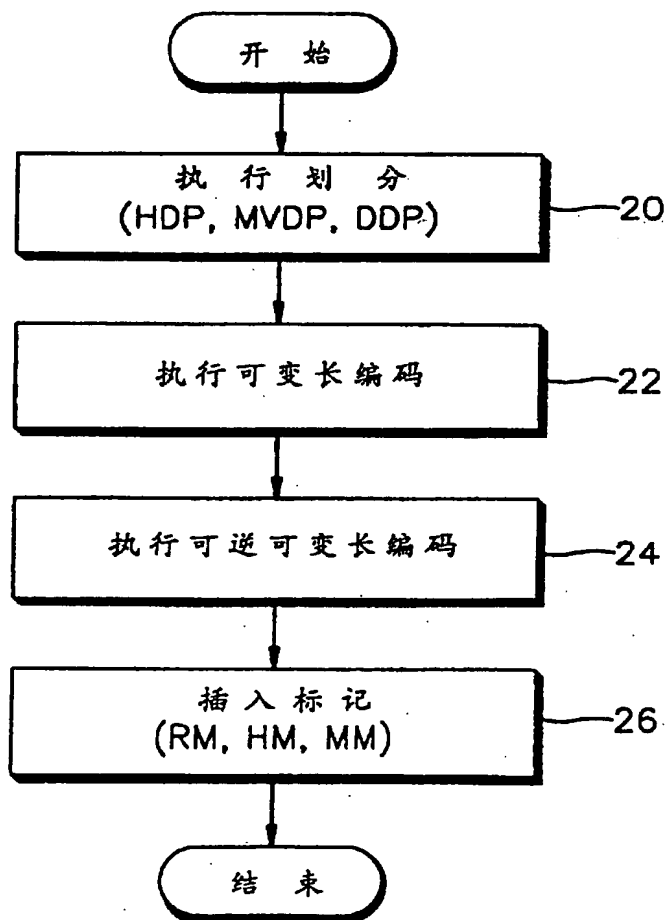 开始
执行划分
(HDP, MVDP, DDP)
20
执行可变长编码
22
执行可逆可变长编码
24
插入标记
(RM, HM, MM)
26
结束